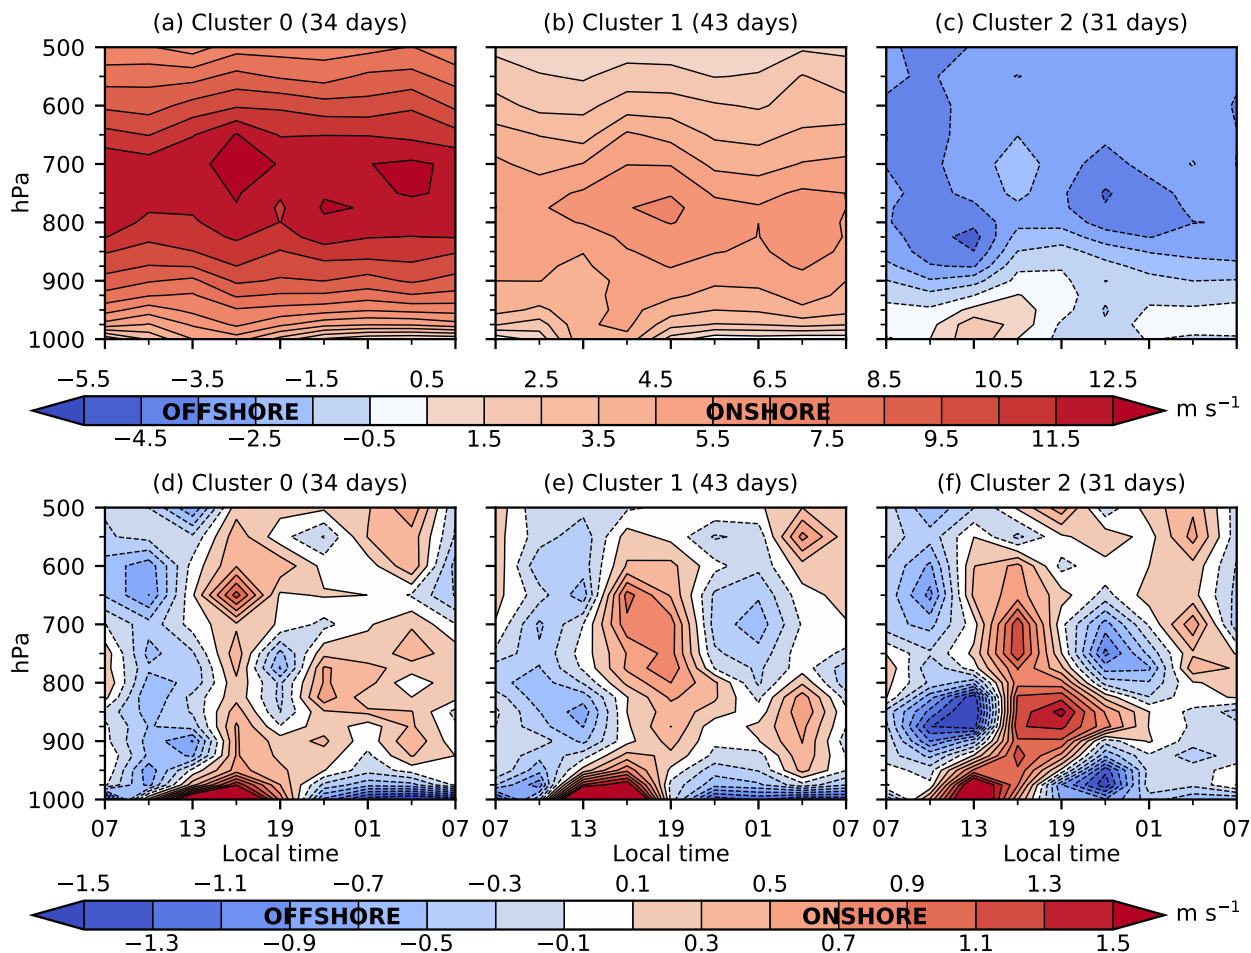 (a) Cluster 0 (34 days)
(b) Cluster 1 (43 days)
(c) Cluster 2 (31 days)
500
600
700
800
900
1000
hPa
−5.5 −3.5 −1.5 0.5 2.5 4.5 6.5 8.5 10.5 12.5
OFFSHORE ONSHORE m s−1
−4.5 −2.5 −0.5 1.5 3.5 5.5 7.5 9.5 11.5
(d) Cluster 0 (34 days)
(e) Cluster 1 (43 days)
(f) Cluster 2 (31 days)
500
600
700
800
900
1000
hPa
07 13 19 01 07 13 19 01 07 13 19 01 07
Local time Local time Local time
−1.5 −1.1 −0.7 −0.3 0.1 0.5 0.9 1.3
OFFSHORE ONSHORE m s−1
−1.3 −0.9 −0.5 −0.1 0.3 0.7 1.1 1.5